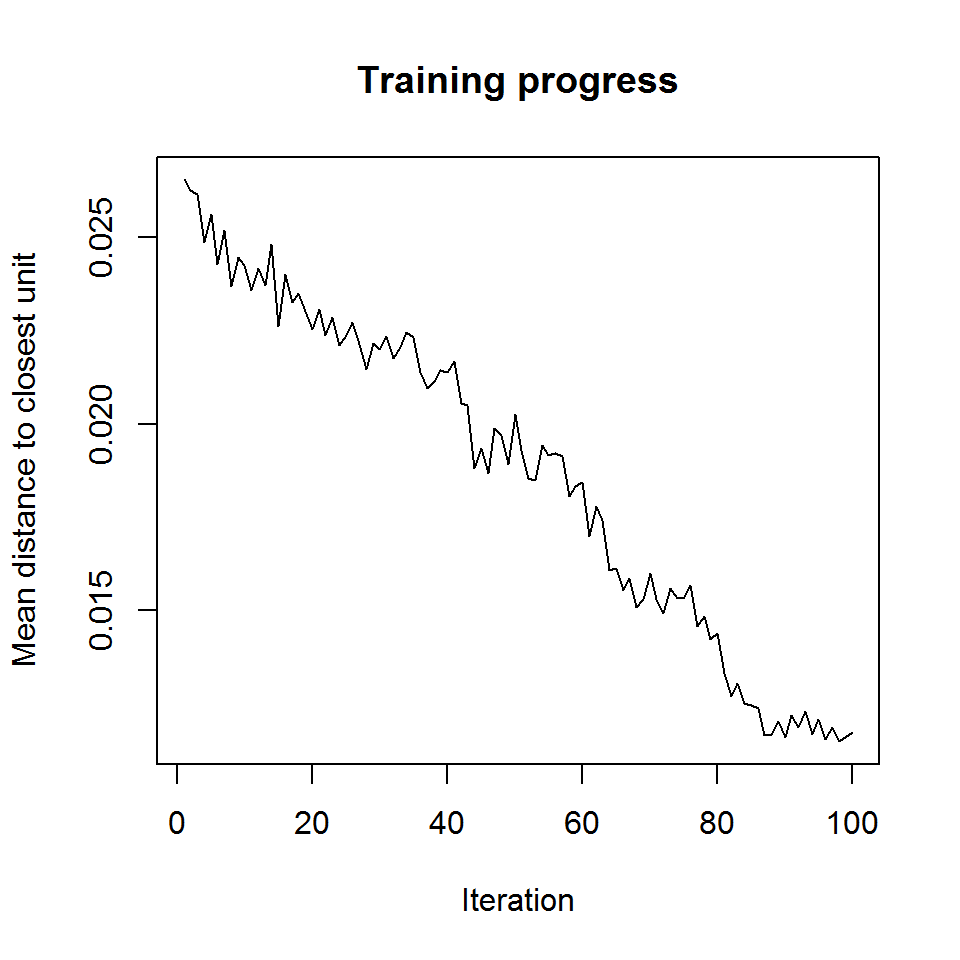 Training progress
Mean distance to closest unit
0.025
0.020
0.015
0 20 40 60 80 100
Iteration